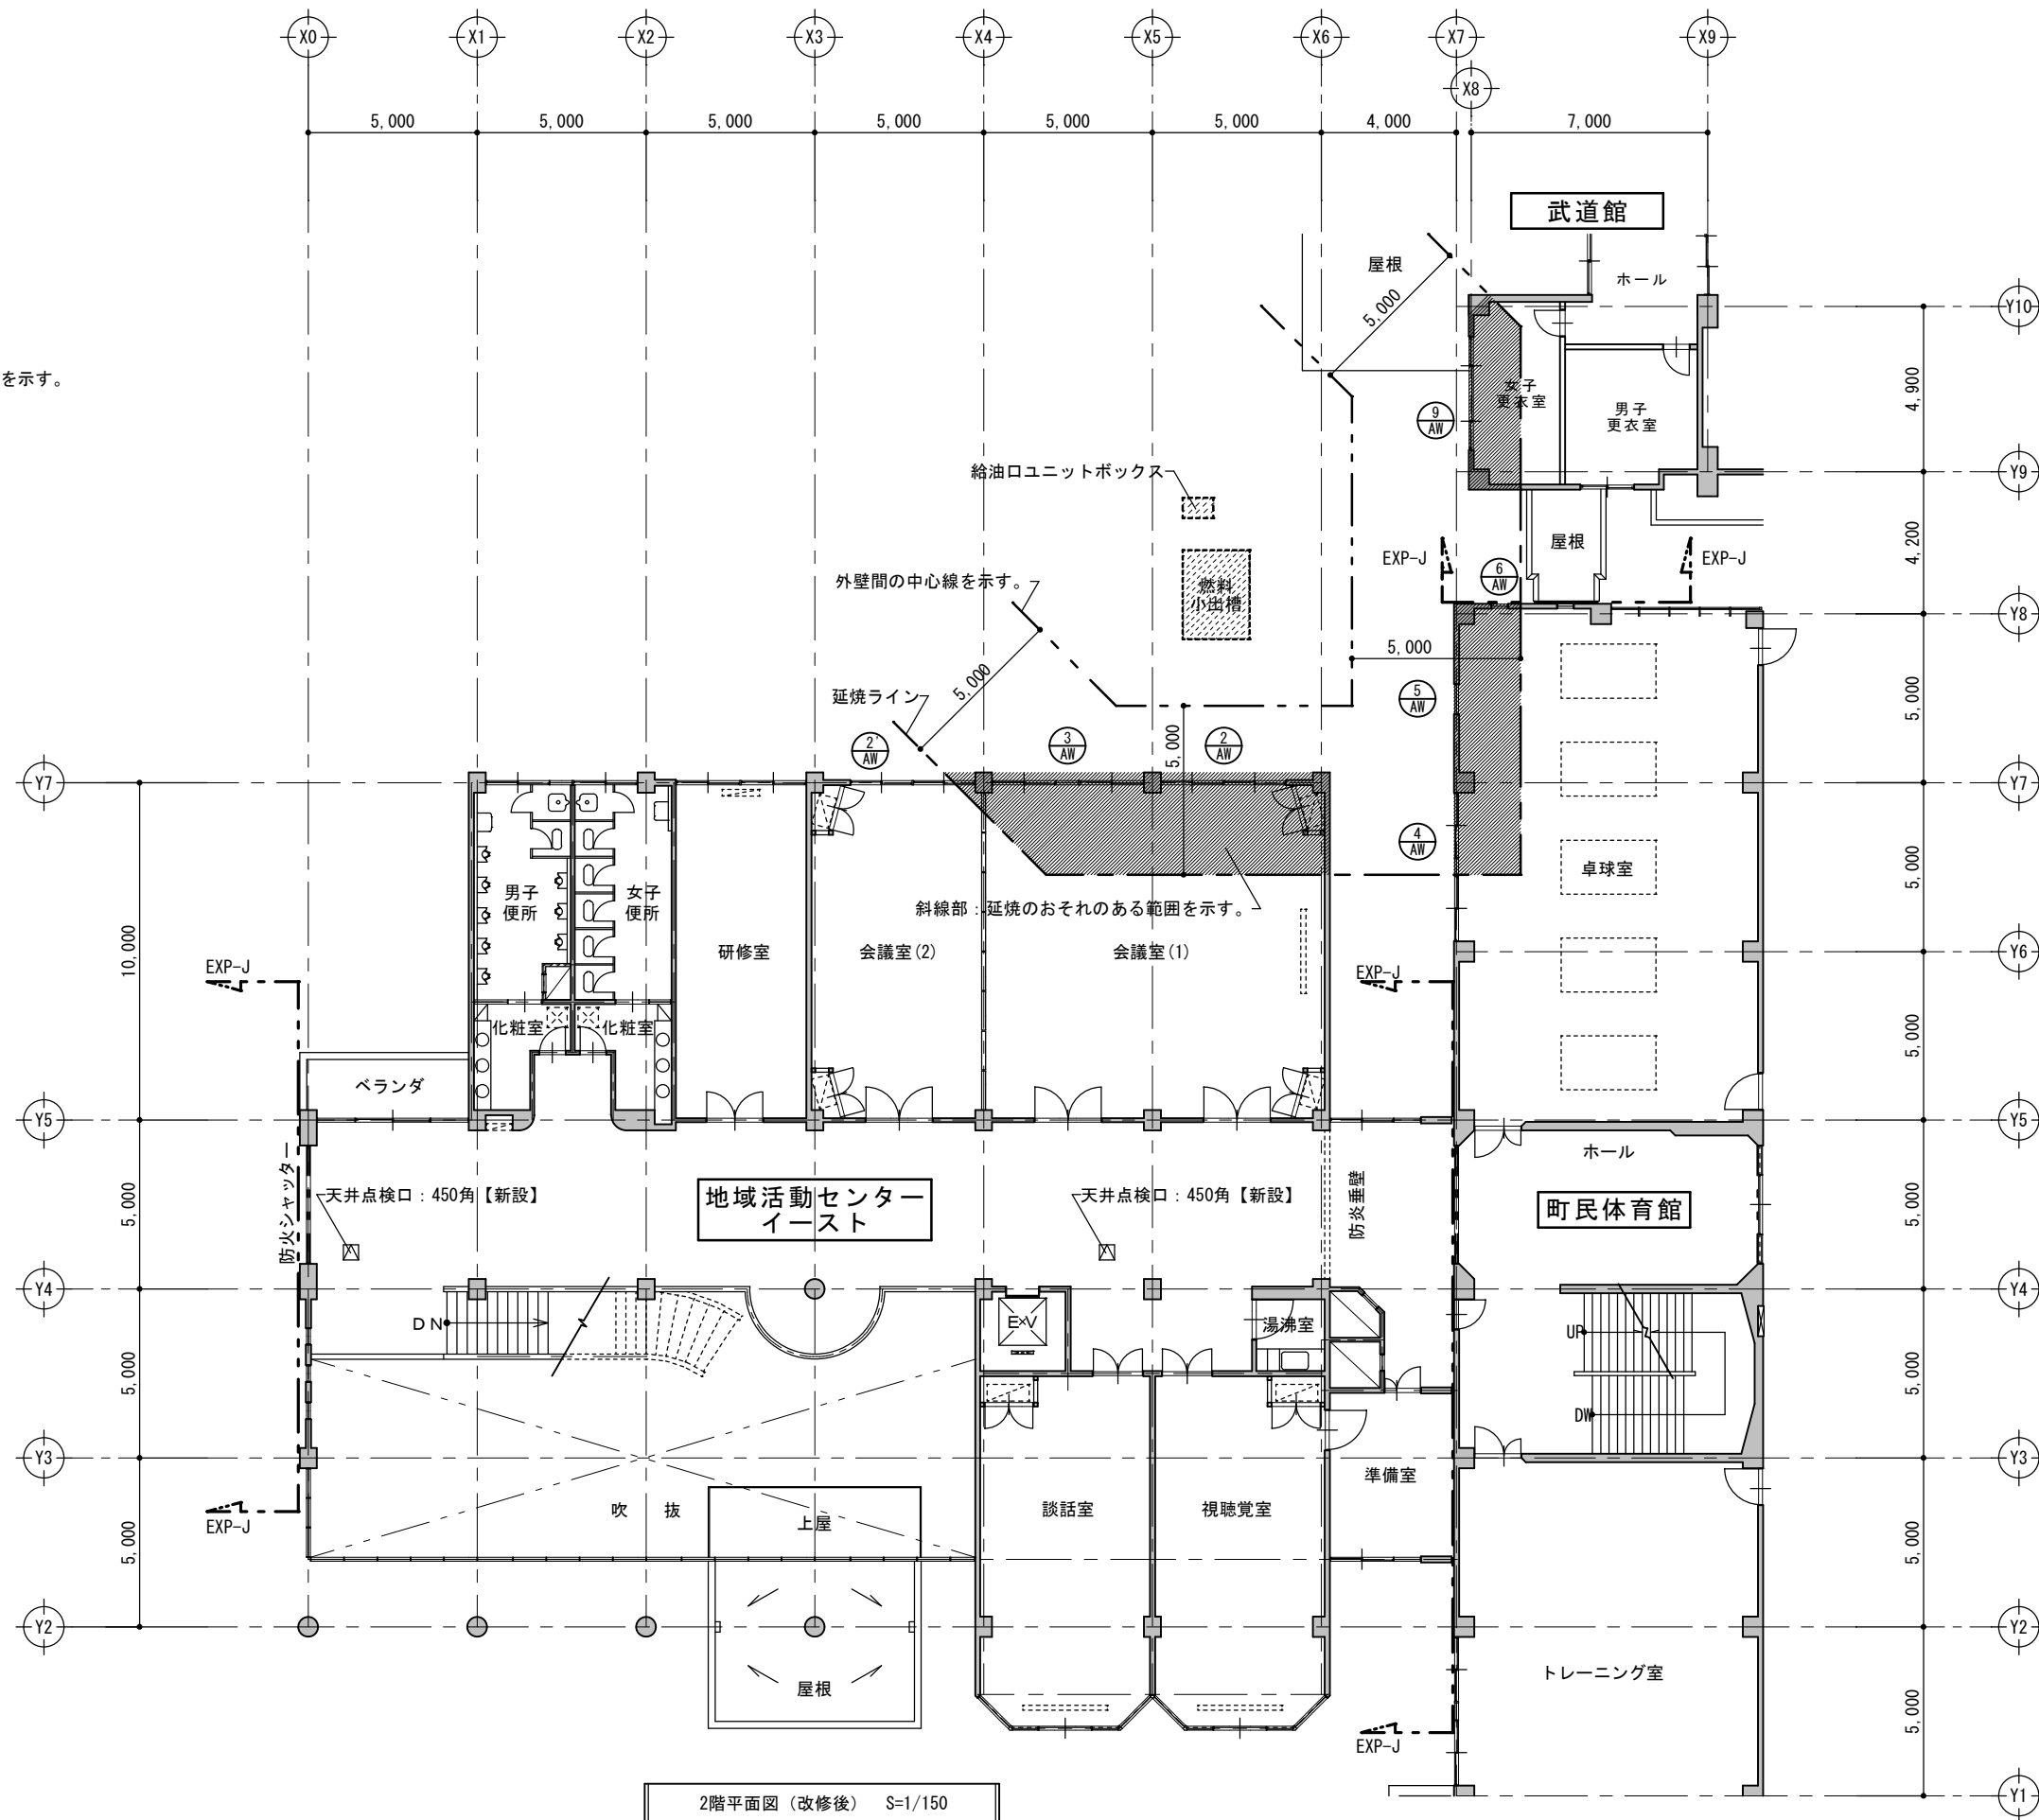 X0 X1 X2 X3 X4 X5 X6 X7 X9
X8
5,000 5,000 5,000 5,000 5,000 5,000 4,000 7,000
武道館
屋根
ホール
5,000
Y10
を示す。
4,900
女子
更衣室
男子
更衣室
9
AW
給油口ユニットボックス
Y9
4,200
屋根
EXP-J
EXP-J
6
AW
外壁間の中心線を示す。
燃料
小出槽
Y8
5,000
5,000
延焼ライン
5,000
5
AW
5,000
2'
AW
3
AW
2
AW
Y7
Y7
4
AW
卓球室
5,000
男子
便所
女子
便所
斜線部：延焼のおそれのある範囲を示す。
10,000
研修室
会議室(2)
会議室(1)
Y6
EXP-J
EXP-J
化粧室
化粧室
5,000
ベランダ
Y5
Y5
防火シャッター
ホール
天井点検口：450角【新設】
地域活動センター
イースト
天井点検口：450角【新設】
防炎垂壁
町民体育館
5,000
5,000
Y4
Y4
DN
EXV
湯沸室
UP
5,000
5,000
DW
Y3
Y3
準備室
吹　抜
上屋
談話室
視聴覚室
EXP-J
5,000
5,000
Y2
Y2
トレーニング室
屋根
5,000
EXP-J
2階平面図（改修後）　S=1/150
Y1